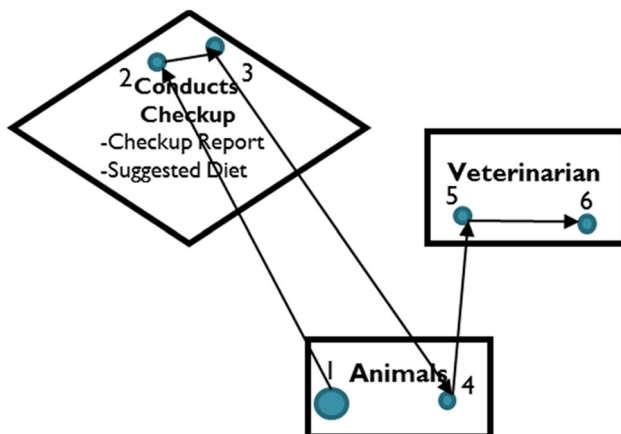 2
3
Conducts
Checkup
-Checkup Report
-Suggested Diet
Veterinarian
5
6
1
Animals
4